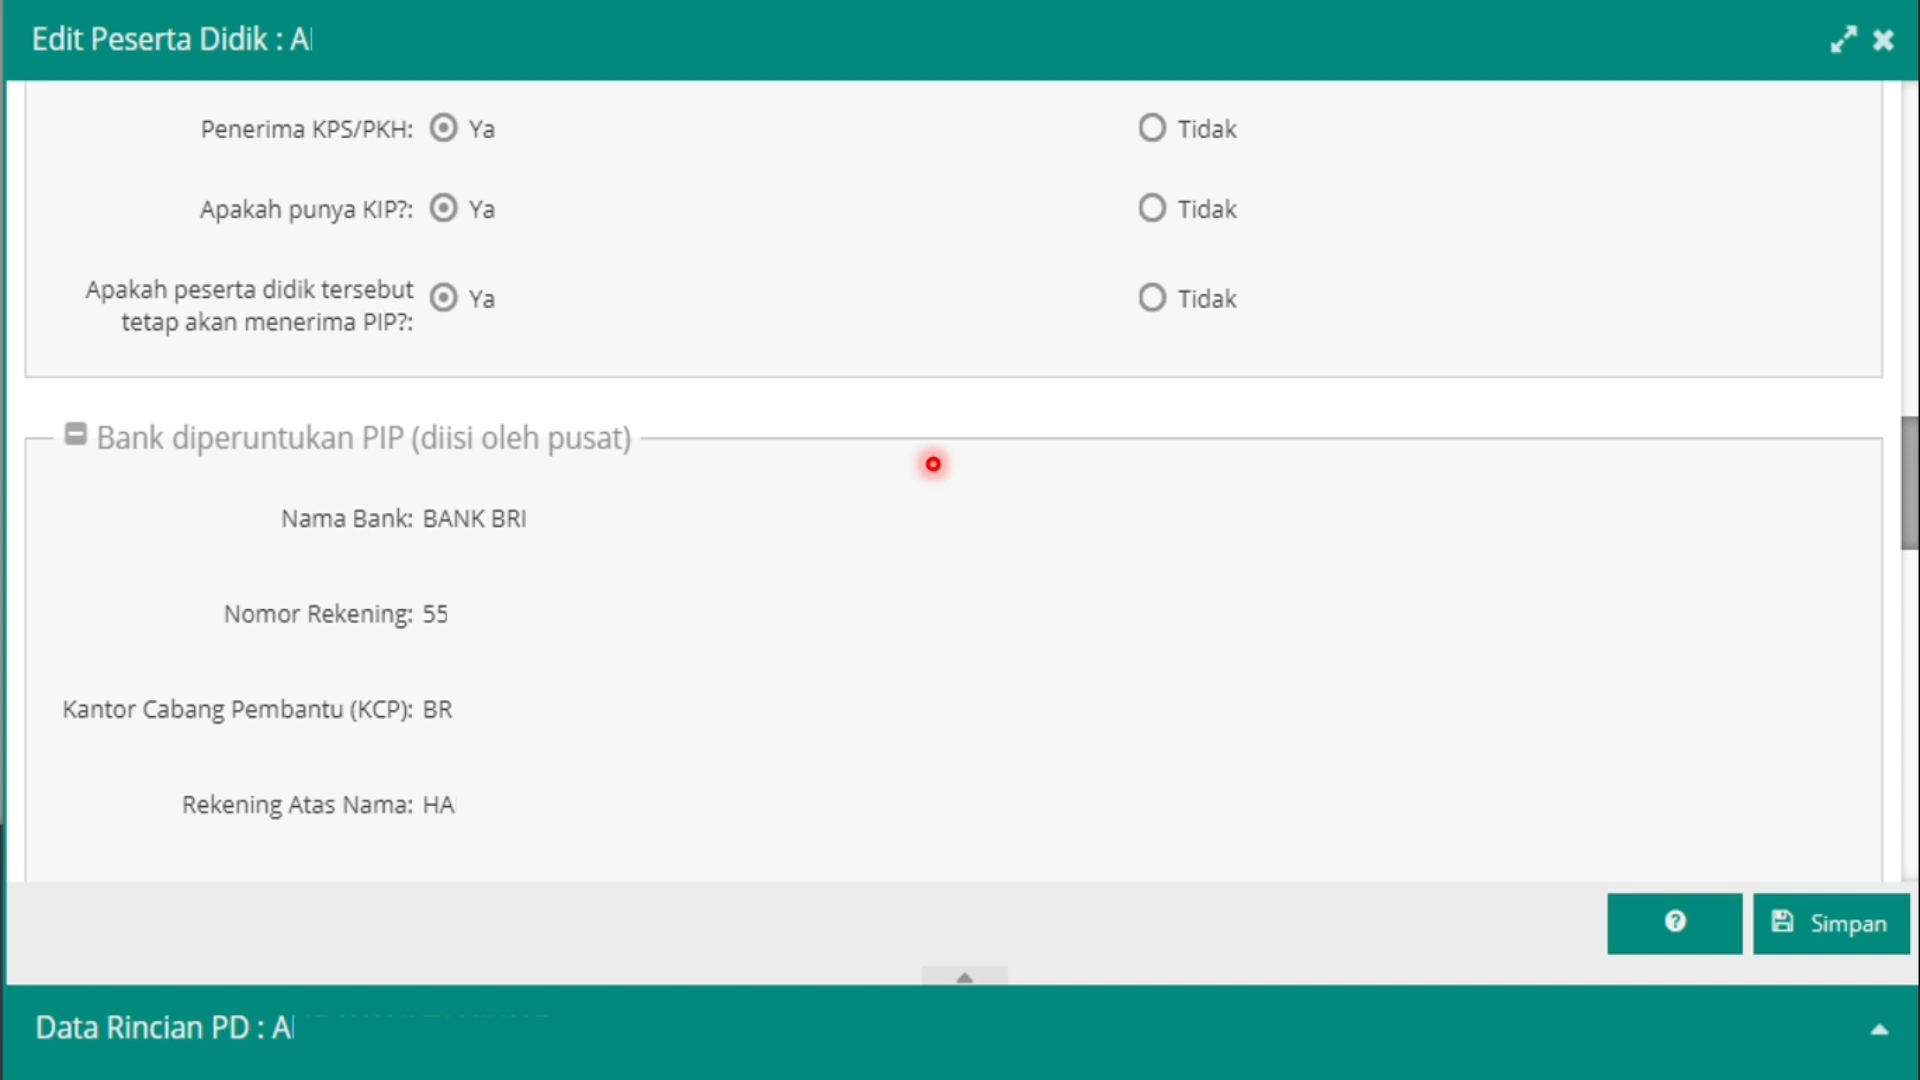 Edit Peserta Didik : A
Penerima KPS/PKH: Ya Tidak
Apakah punya KIP?: Ya Tidak
Apakah peserta didik tersebut
tetap akan menerima PIP?: Ya Tidak
Bank diperuntukan PIP (diisi oleh pusat)
Nama Bank: BANK BRI
Nomor Rekening: 55
Kantor Cabang Pembantu (KCP): BR
Rekening Atas Nama: HA
Simpan
Data Rincian PD : A